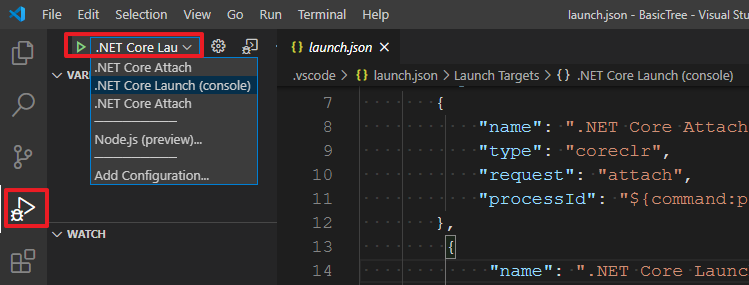 File Edit Selection View Go Run Terminal Help launch.json - BasicTree - Visual Stu
.NET Core Lau
launch.json
.vscode > launch.json > Launch Targets > {} .NET Core Launch (console)
VAR
.NET Core Attach
.NET Core Launch (console)
.NET Core Attach
Node.js (preview)...
Add Configuration...
WATCH
7 {
8 "name": ".NET Core Attach
9 "type": "coreclr",
10 "request": "attach",
11 "processId": "${command:p
12 },
13 {
14 "name": ".NET Core Launc